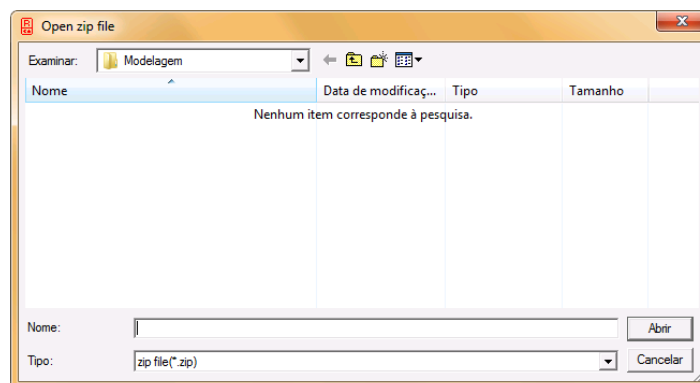 Open zip file
Examinar: Modelagem
Nome Data de modificaç... Tipo Tamanho
Nenhum item corresponde à pesquisa.
Nome: Abrir
Tipo: zip file(*.zip) Cancelar